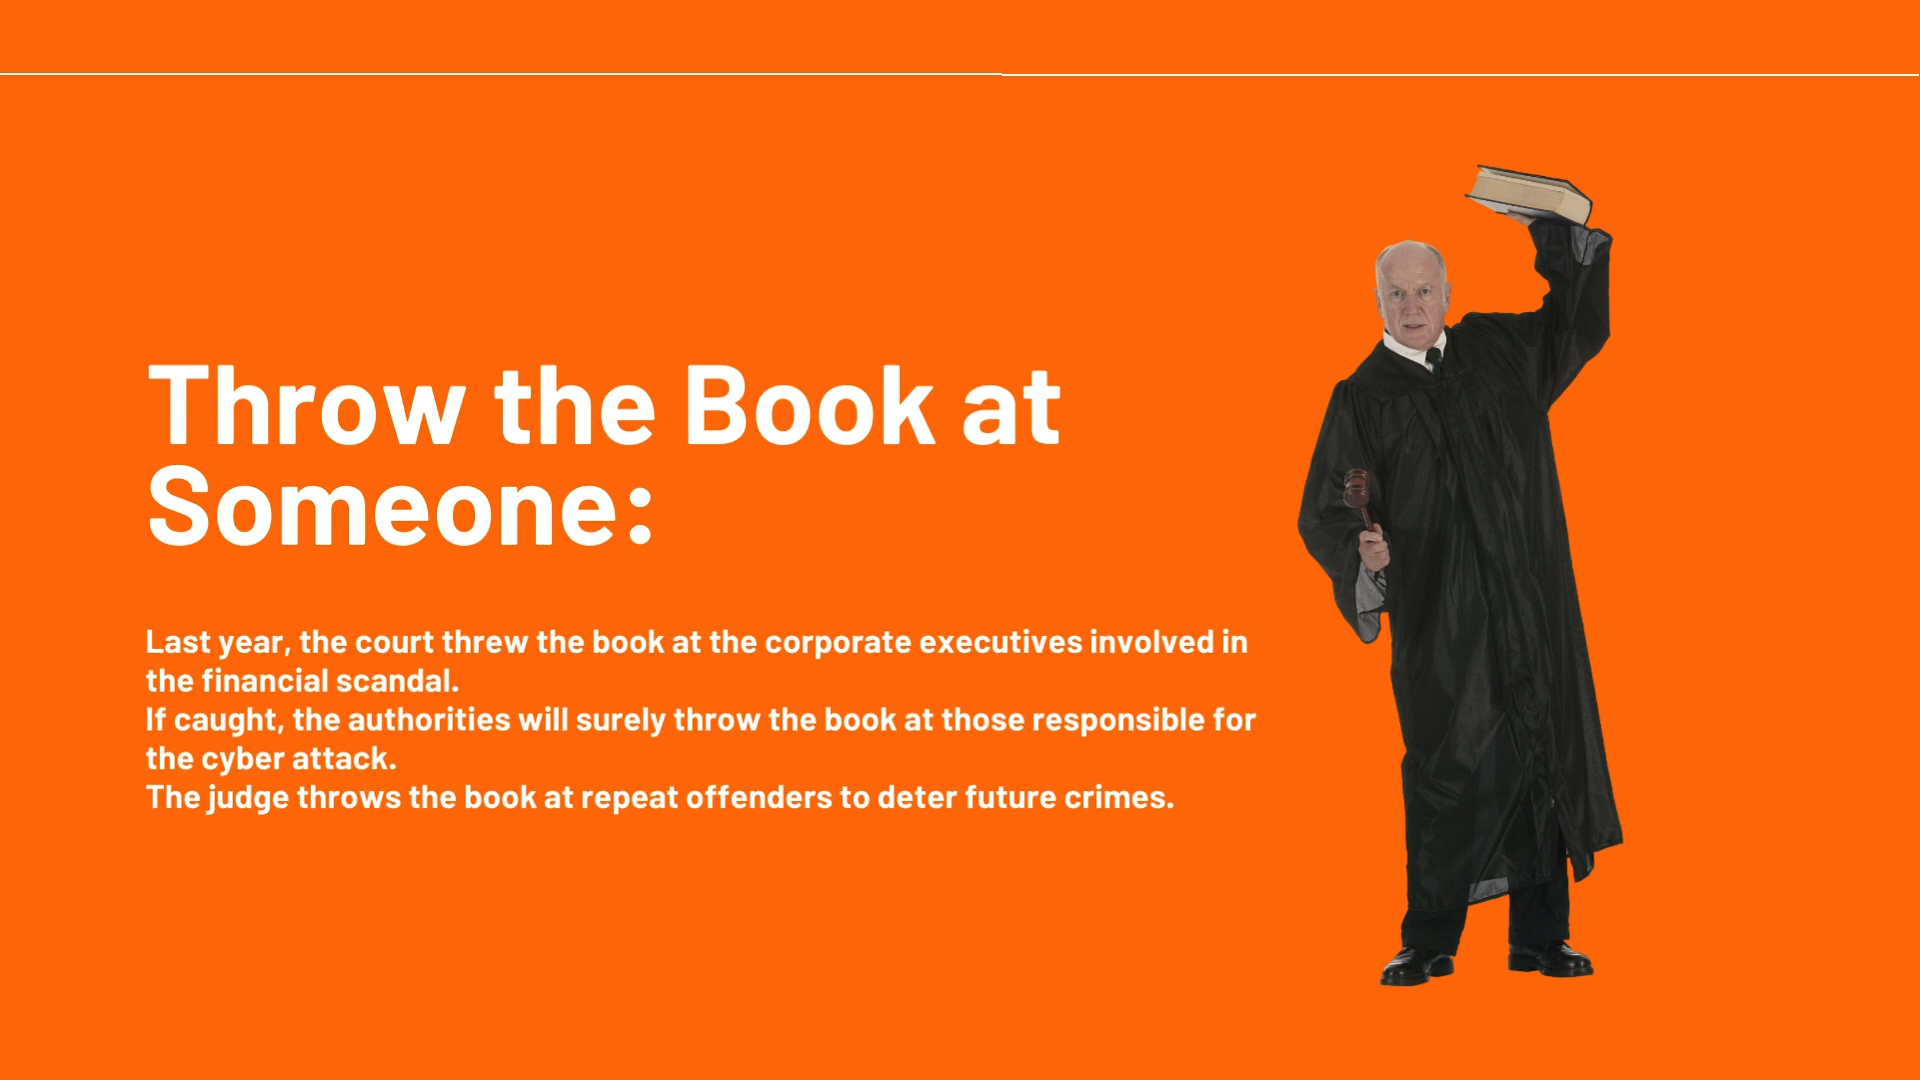 Throw the Book at
Someone:
Last year, the court threw the book at the corporate executives involved in
the financial scandal.
If caught, the authorities will surely throw the book at those responsible for
the cyber attack.
The judge throws the book at repeat offenders to deter future crimes.